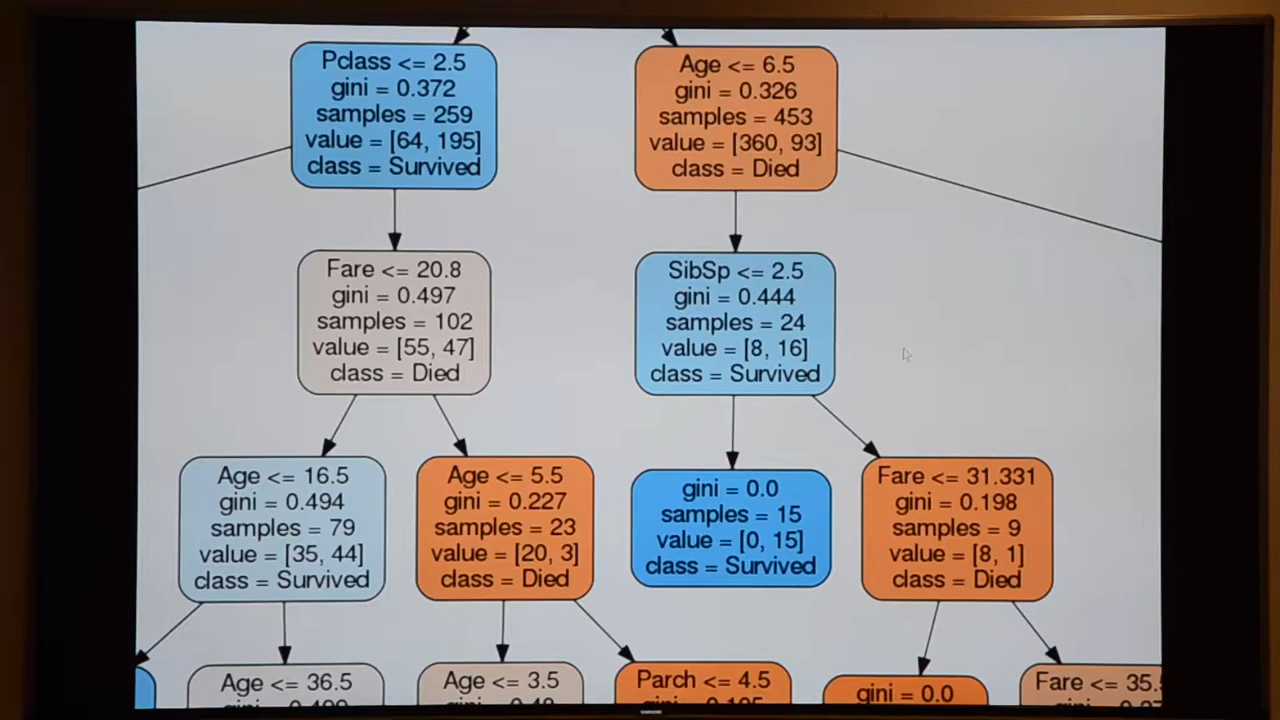 Pclass <= 2.5
gini = 0.372
samples = 259
value = [64, 195]
class = Survived
Age <= 6.5
gini = 0.326
samples = 453
value = [360, 93]
class = Died
Fare <= 20.8
gini = 0.497
samples = 102
value = [55, 47]
class = Died
SibSp <= 2.5
gini = 0.444
samples = 24
value = [8, 16]
class = Survived
Age <= 16.5
gini = 0.494
samples = 79
value = [35, 44]
class = Survived
Age <= 5.5
gini = 0.227
samples = 23
value = [20, 3]
class = Died
gini = 0.0
samples = 15
value = [0, 15]
class = Survived
Fare <= 31.331
gini = 0.198
samples = 9
value = [8, 1]
class = Died
Age <= 36.5
Age <= 3.5
Parch <= 4.5
gini = 0.0
Fare <= 35.
SAMSUNG